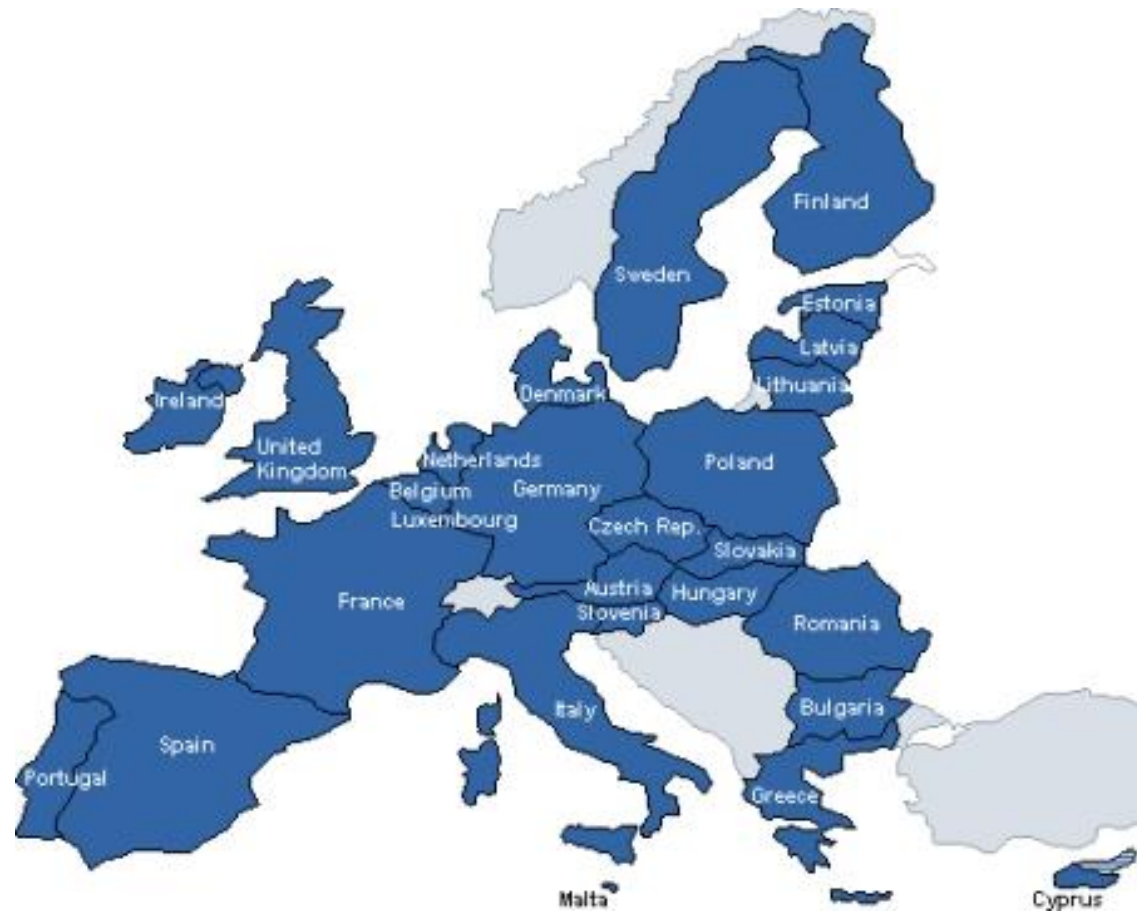 Finland
Sweden
Estonia
Latvia
Lithuania
Denmark
Ireland
United
Kingdom
Netherlands
Poland
Belgium
Germany
Luxembourg
Czech Rep.
Slovakia
Austria
Hungary
France
Slovenia
Romania
Italy
Bulgaria
Spain
Portugal
Greece
Malta
Cyprus